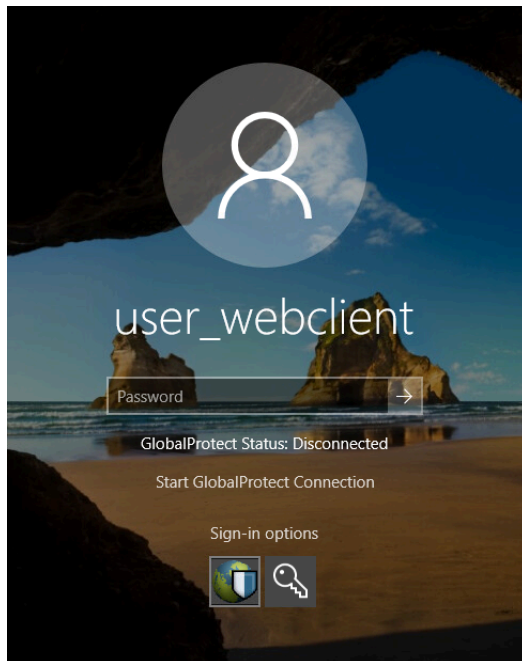 user_webclient
Password
GlobalProtect Status: Disconnected
Start GlobalProtect Connection
Sign-in options